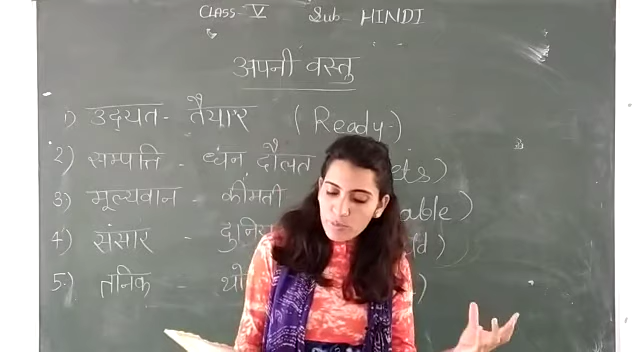 CLASS- V Sub- HINDI
अपनी वस्तु
1) उद्यत- तैयार (Ready-)
2) सम्पत्ति - धन दौलत
3) मूल्यवान - कीमती
4) संसार -
5) तनिक -